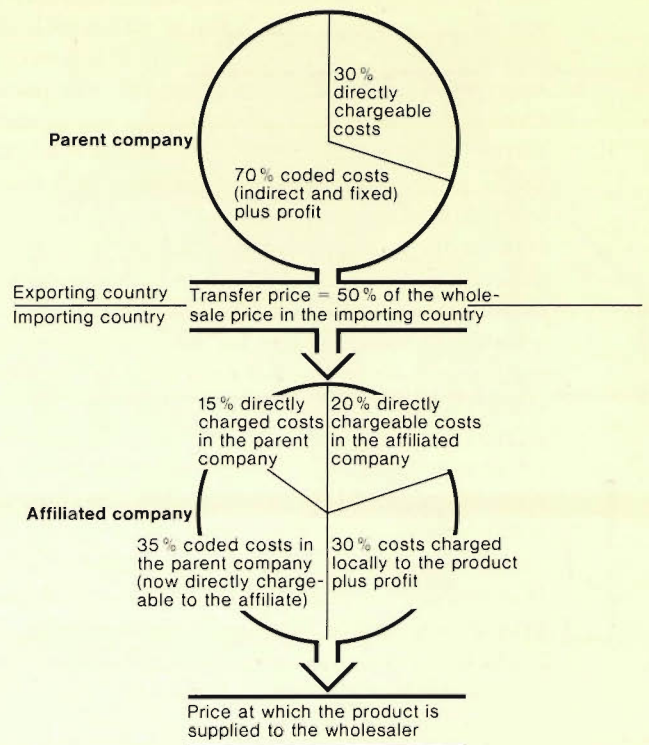 30%
directly
chargeable
costs
Parent company
70% coded costs
(indirect and fixed)
plus profit
Exporting country
Importing country
Transfer price = 50% of the whole-
sale price in the importing country
15% directly
charged costs
in the parent
company
20% directly
chargeable costs
in the affiliated
company
Affiliated company
35% coded costs in
the parent company
(now directly charge-
able to the affiliate)
30% costs charged
locally to the product
plus profit
Price at which the product is
supplied to the wholesaler